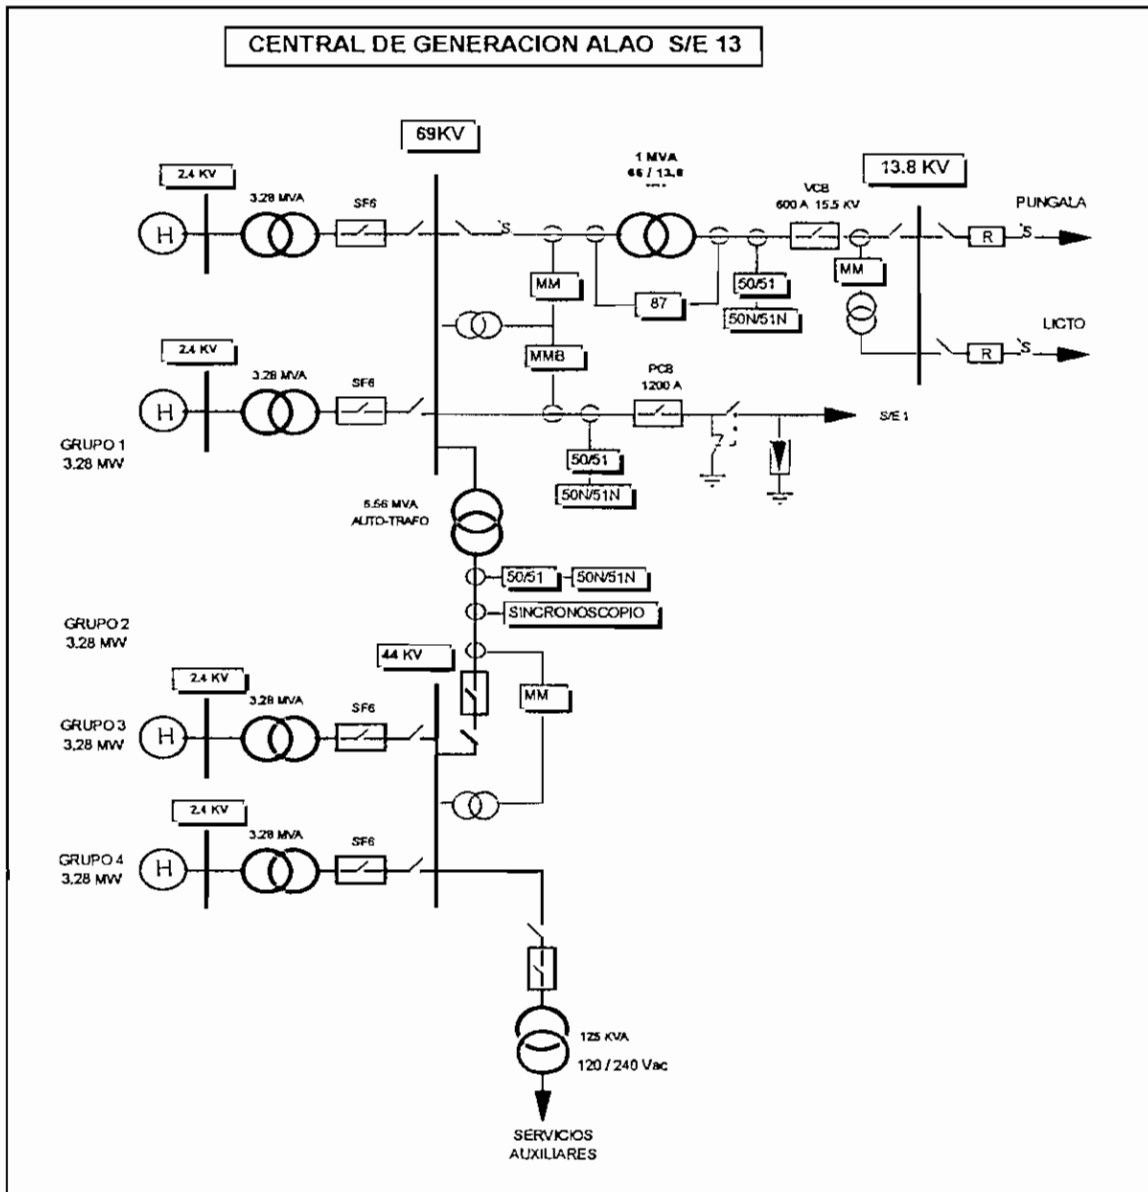 CENTRAL DE GENERACION ALAO S/E 13
69KV
2.4 KV
3.28 MVA
SF6
H
1 MVA
66 / 13.8
VCB
600 A 15.5 KV
13.8 KV
PUNGALA
S
R
S
MM
87
50/51
50N/51N
MM
LICTO
R
S
MMB
2.4 KV
3.28 MVA
SF6
H
PCB
1200 A
S/E 1
GRUPO 1
3.28 MW
50/51
50N/51N
AUTO-TRAFO
50/51
50N/51N
SINCRONOSCOPIO
GRUPO 2
3.28 MW
44 KV
MM
2.4 KV
3.28 MVA
SF6
GRUPO 3
3.28 MW
H
2.4 KV
3.28 MVA
SF6
GRUPO 4
3.28 MW
H
125 KVA
120 / 240 Vac
SERVICIOS
AUXILIARES